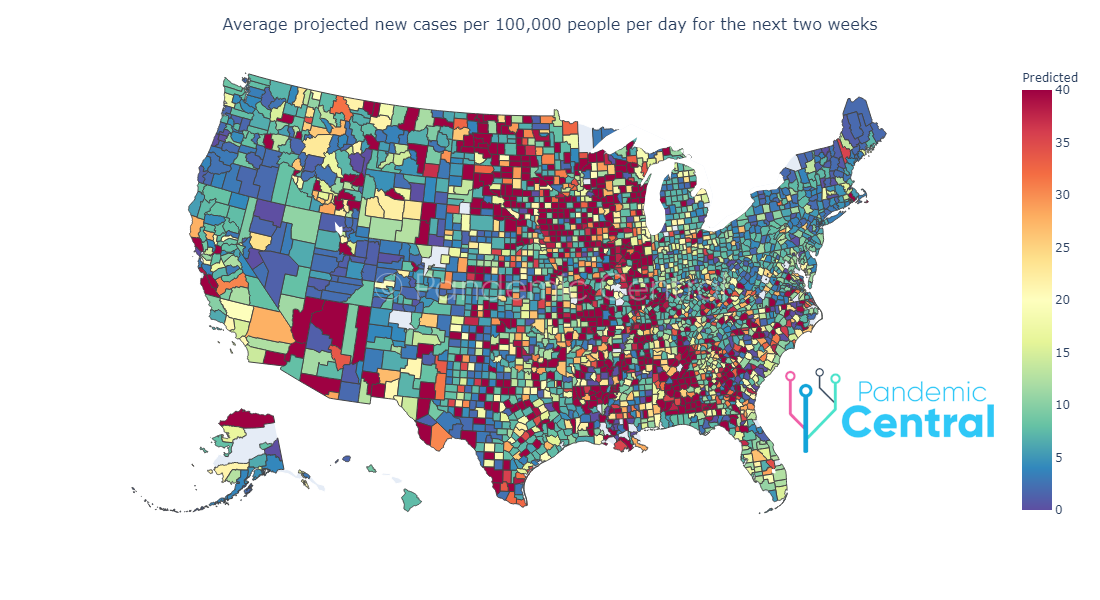 Average projected new cases per 100,000 people per day for the next two weeks
Predicted
40
35
30
25
20
15
10
5
0
© Pandemic Central
Pandemic
Central